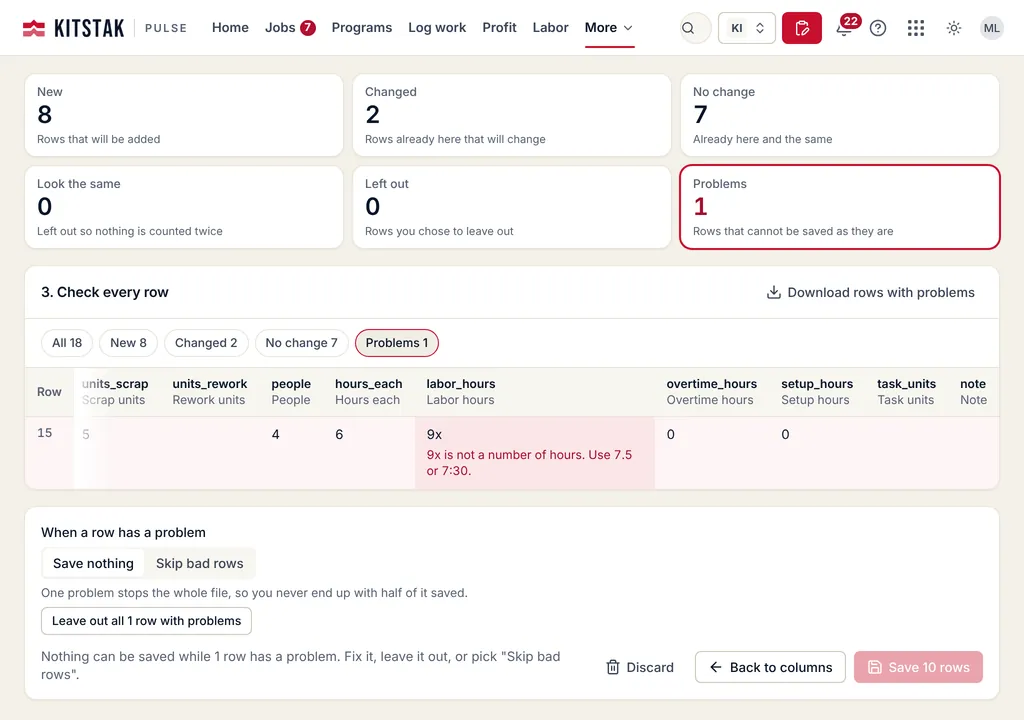 KITSTAK PULSE Home Jobs 7 Programs Log work Profit Labor More KI 22 ML
New Changed No change
8 2 7
Rows that will be added Rows already here that will change Already here and the same
Look the same Left out Problems
0 0 1
Left out so nothing is counted twice Rows you chose to leave out Rows that cannot be saved as they are
3. Check every row Download rows with problems
All 18 New 8 Changed 2 No change 7 Problems 1
Row units_scrap units_rework people hours_each labor_hours overtime_hours setup_hours task_units note
Scrap units Rework units People Hours each Labor hours Overtime hours Setup hours Task units Note
15 5 4 6 9x 0 0
9x is not a number of hours. Use 7.5
or 7:30.
When a row has a problem
Save nothing Skip bad rows
One problem stops the whole file, so you never end up with half of it saved.
Leave out all 1 row with problems
Nothing can be saved while 1 row has a problem. Fix it, leave it out, or pick "Skip bad
rows".
Discard Back to columns Save 10 rows